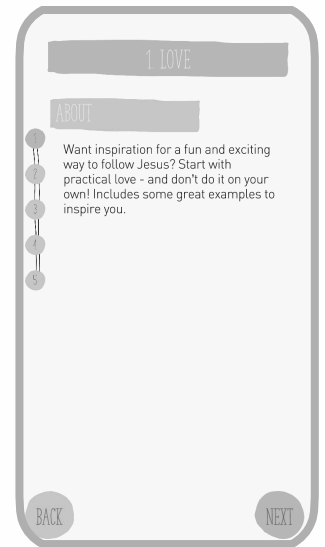 1. LOVE
ABOUT
1
2
3
4
5
Want inspiration for a fun and exciting
way to follow Jesus? Start with
practical love - and don't do it on your
own! Includes some great examples to
inspire you.
BACK
NEXT